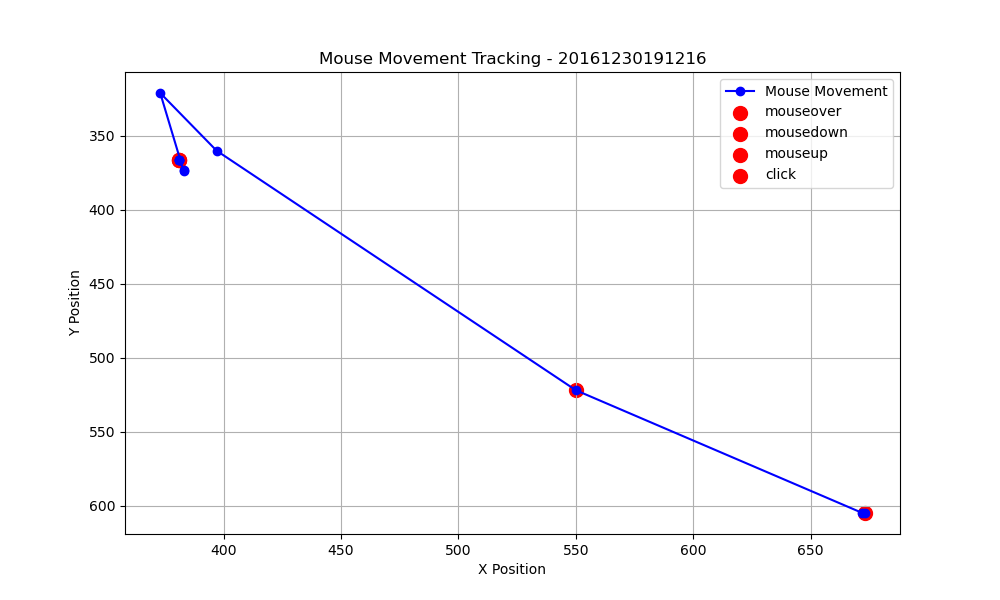 Mouse Movement Tracking - 20161230191216
Mouse Movement
mouseover
mousedown
mouseup
click
350
400
450
500
550
600
Y Position
400
450
500
550
600
650
X Position